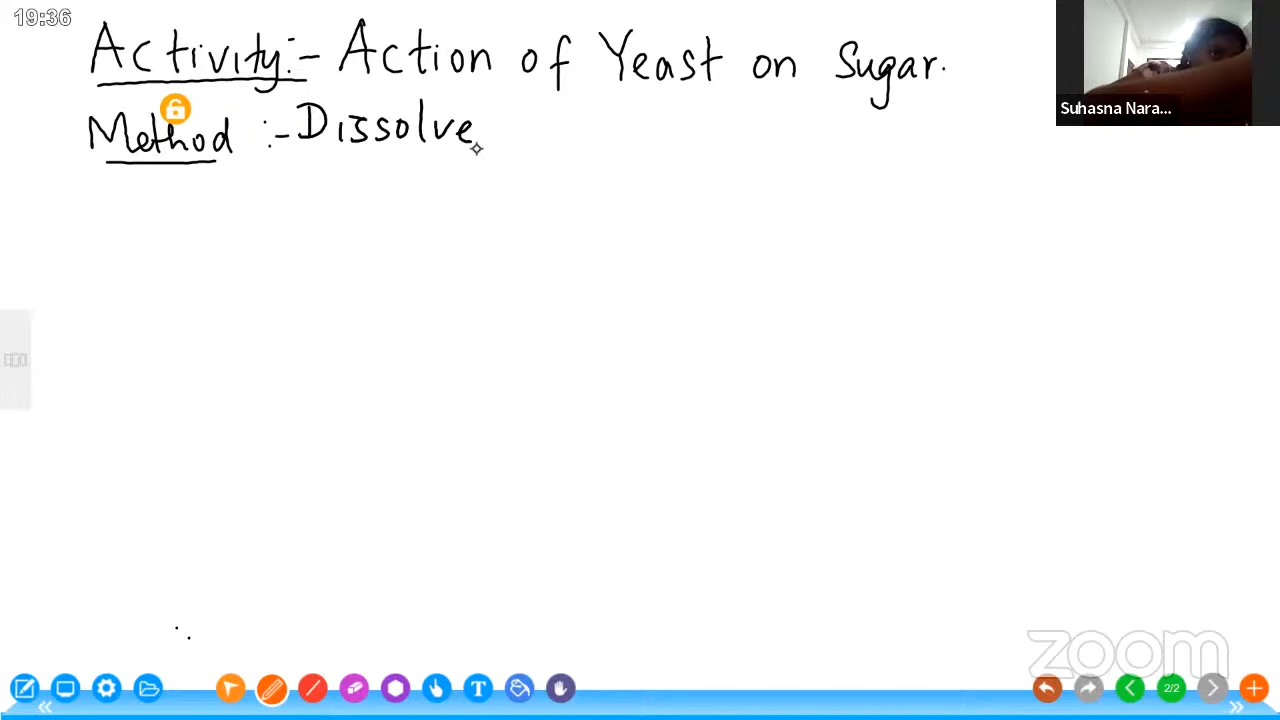 19:36
Activity:- Action of Yeast on Sugar.
Suhasna Nara...
Method :- Dissolve
zoom
T
2/2